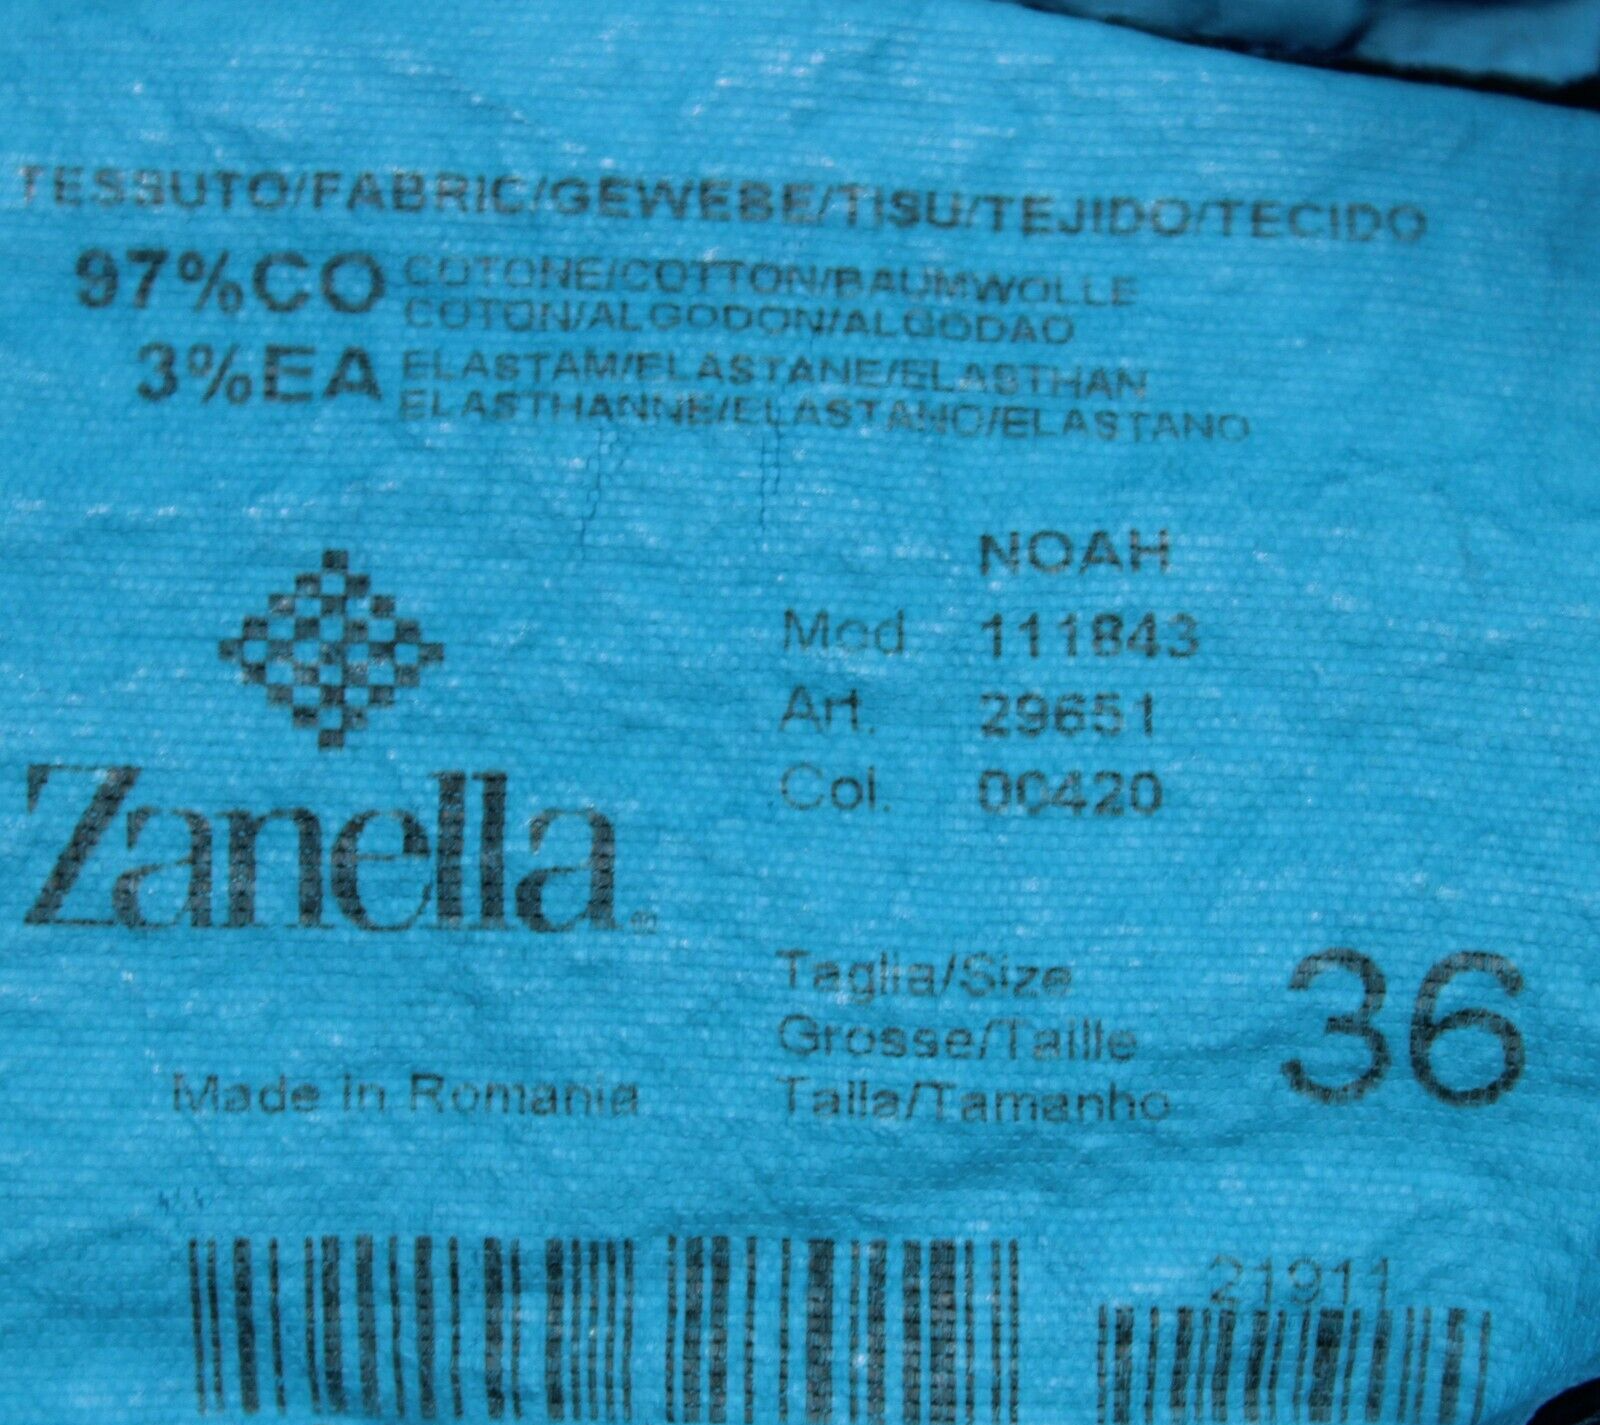 TESSUTO/FABRIC/GEWEBE/TISU/TEJIDO/TECIDO
97%CO COTONE/COTTON/BAUMWOLLE
COTON/ALGODON/ALGODAO
3%EA ELASTAM/ELASTANE/ELASTHAN
ELASTHANNE/ELASTANO/ELASTANO
NOAH
Mod. 111843
Art. 29651
Col. 00420
Zanella
Taglia/Size
Grosse/Taille
Talla/Tamanho
36
Made in Romania
21911